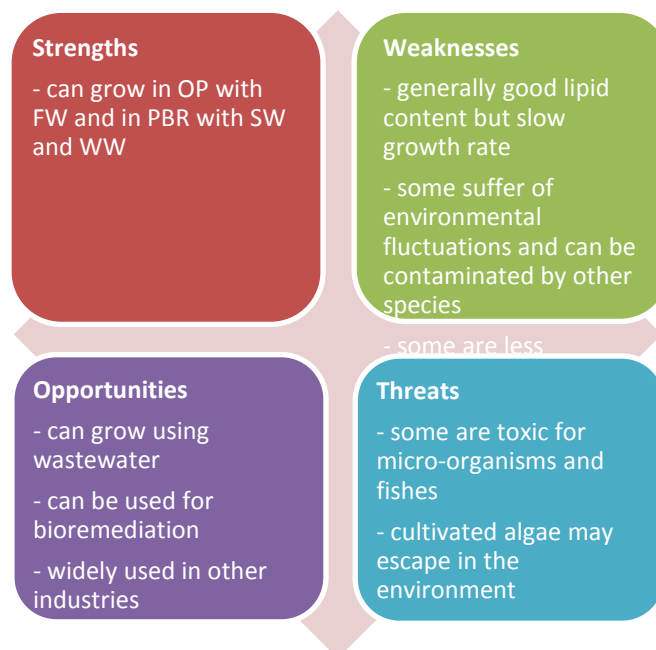 Strengths
- can grow in OP with
FW and in PBR with SW
and WW
Weaknesses
- generally good lipid
content but slow
growth rate
- some suffer of
environmental
fluctuations and can be
contaminated by other
species
- some are less
Opportunities
- can grow using
wastewater
- can be used for
bioremediation
- widely used in other
industries
Threats
- some are toxic for
micro-organisms and
fishes
- cultivated algae may
escape in the
environment